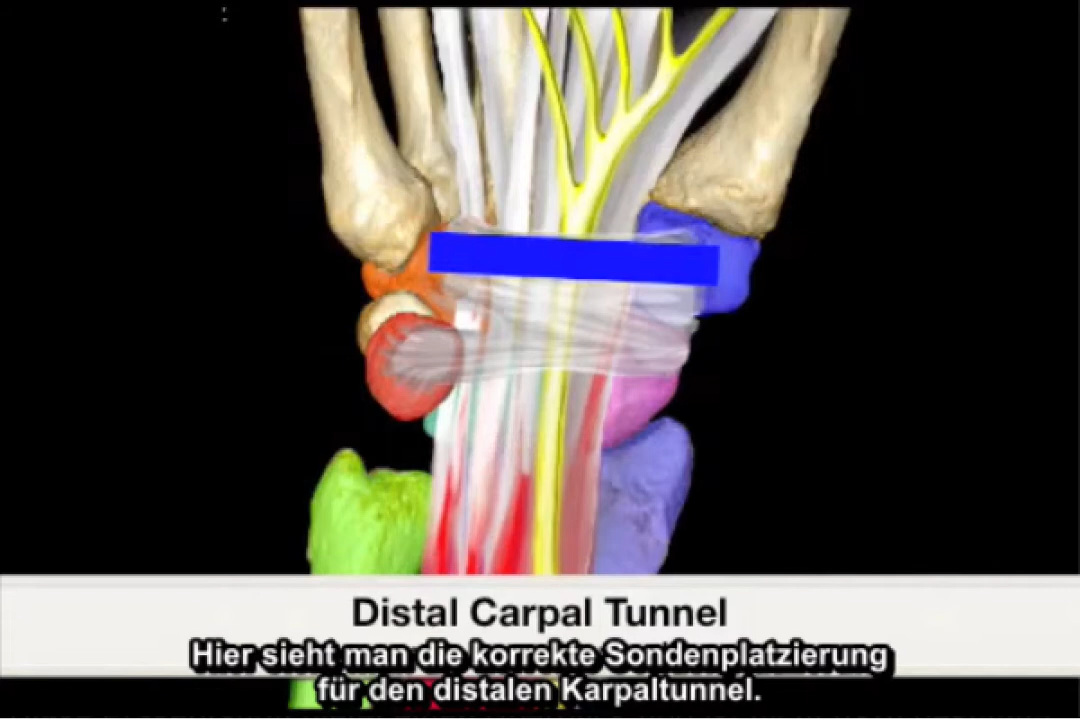 Distal Carpal Tunnel
Hier sieht man die korrekte Sondenplatzierung
für den distalen Karpaltunnel.